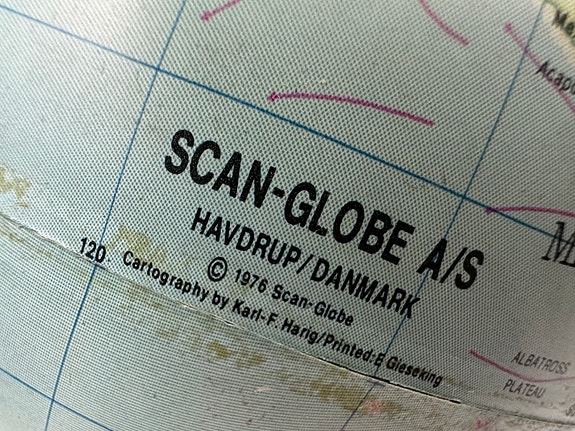 SCAN-GLOBE A/S
HAVDRUP/DANMARK
© 1976 Scan-Globe
Cartography by Karl-F. Harig/Printed: E Gieseking
120
ALBATROSS
PLATEAU